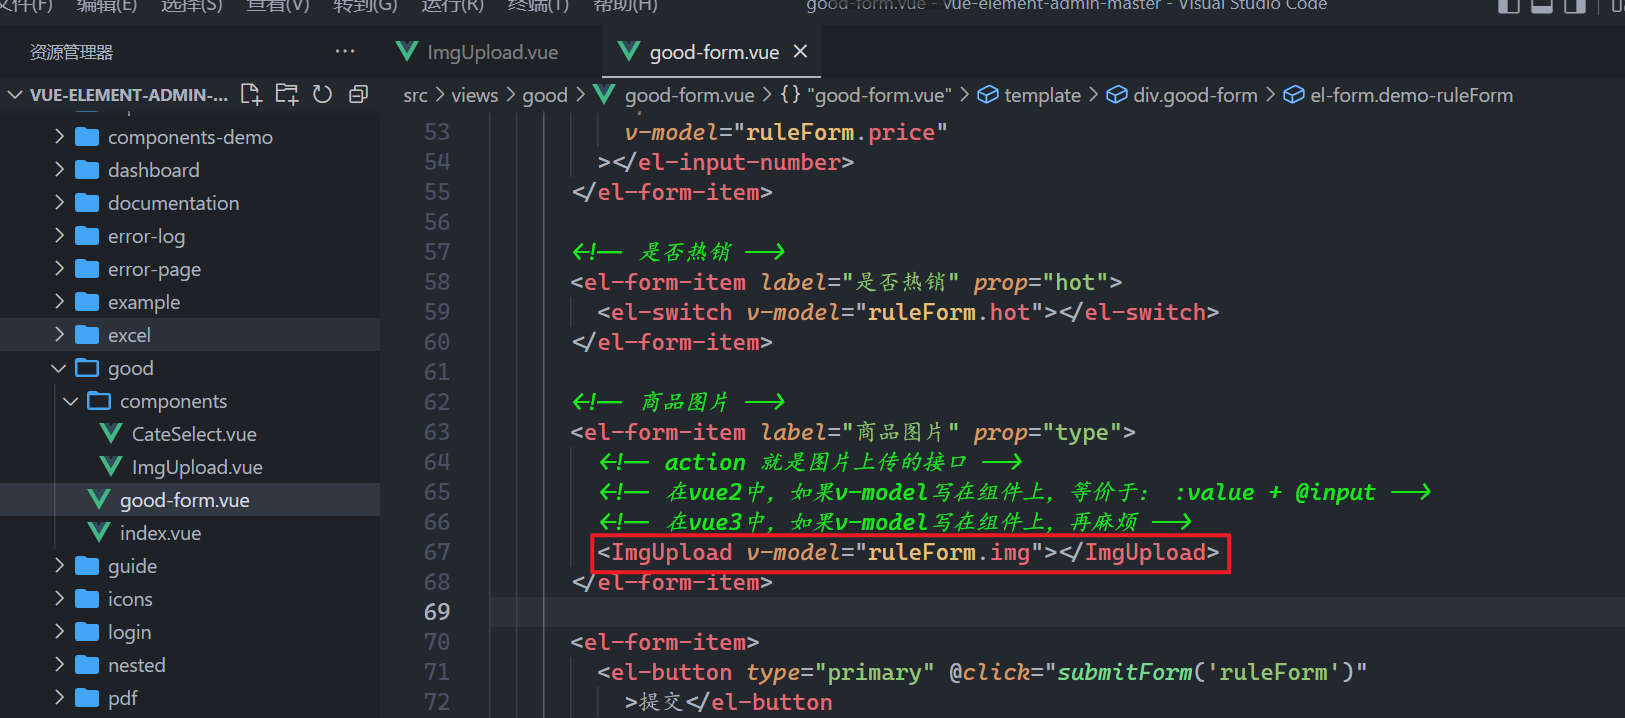 文件(F) 编辑(E) 选择(S) 查看(V) 转到(G) 运行(R) 终端(T) 帮助(H) good-form.vue - vue-element-admin-master - Visual Studio Code
资源管理器 ··· ImgUpload.vue good-form.vue
VUE-ELEMENT-ADMIN-... src > views > good > good-form.vue > {} "good-form.vue" > template > div.good-form > el-form.demo-ruleForm
components-demo
dashboard
documentation
error-log
error-page
example
excel
good
components
CateSelect.vue
ImgUpload.vue
good-form.vue
index.vue
guide
icons
login
nested
pdf
53 v-model="ruleForm.price"
54 ></el-input-number>
55 </el-form-item>
56
57 <!-- 是否热销 -->
58 <el-form-item label="是否热销" prop="hot">
59 <el-switch v-model="ruleForm.hot"></el-switch>
60 </el-form-item>
61
62 <!-- 商品图片 -->
63 <el-form-item label="商品图片" prop="type">
64 <!-- action 就是图片上传的接口 -->
65 <!-- 在vue2中，如果v-model写在组件上，等价于： :value + @input -->
66 <!-- 在vue3中，如果v-model写在组件上，再麻烦 -->
67 <ImgUpload v-model="ruleForm.img"></ImgUpload>
68 </el-form-item>
69
70 <el-form-item>
71 <el-button type="primary" @click="submitForm('ruleForm')"
72 >提交</el-button